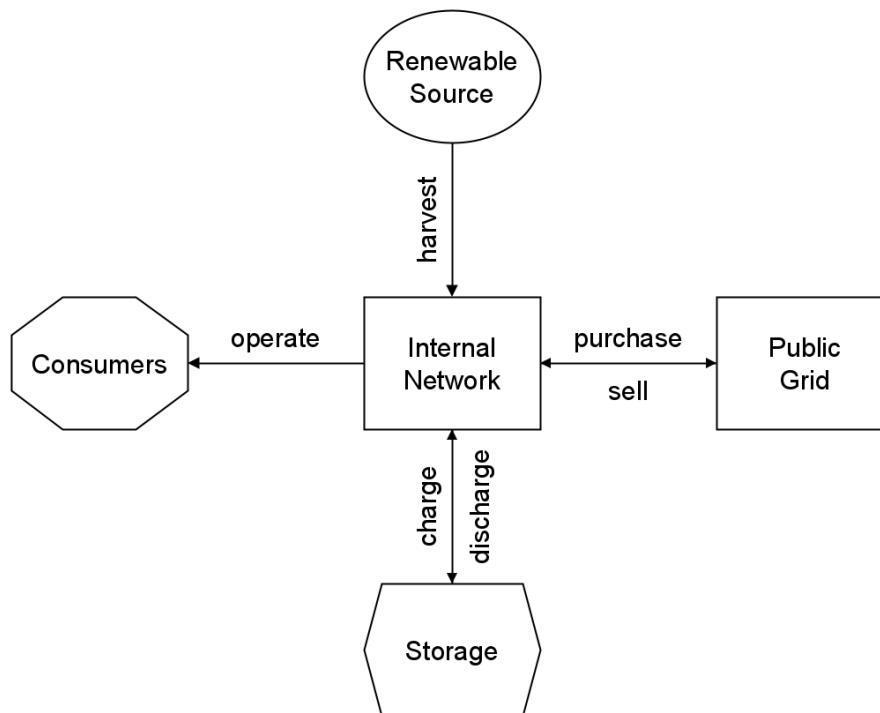 Renewable
Source
harvest
Consumers
operate
Internal
Network
purchase
sell
Public
Grid
charge
discharge
Storage